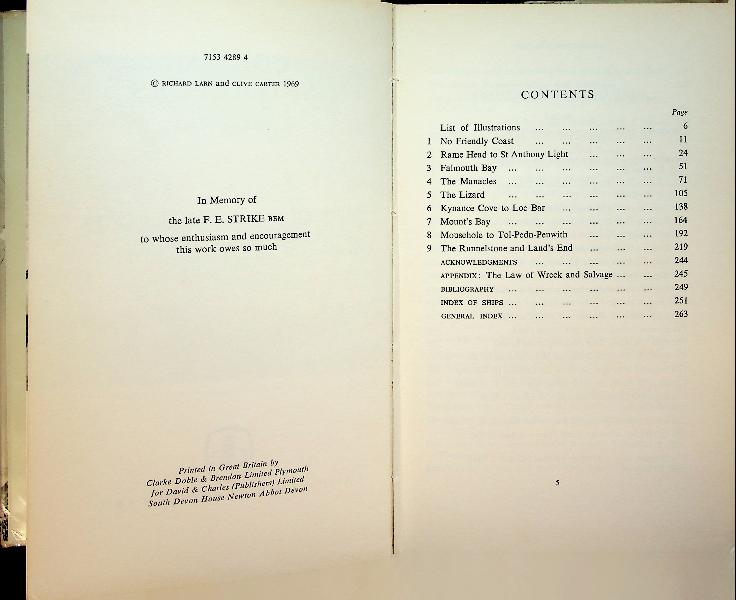 7153 4289 4
© RICHARD LARN and CLIVE CARTER 1969
In Memory of
the late F. E. STRIKE BEM
to whose enthusiasm and encouragement
this work owes so much
Printed in Great Britain by
Clarke Doble & Brendon Limited Plymouth
for David & Charles (Publishers) Limited
South Devon House Newton Abbot Devon
CONTENTS
Page
List of Illustrations ... ... ... ... ... 6
1 No Friendly Coast ... ... ... ... ... 11
2 Rame Head to St Anthony Light ... ... ... 24
3 Falmouth Bay ... ... ... ... ... ... 51
4 The Manacles ... ... ... ... ... ... 71
5 The Lizard ... ... ... ... ... ... 105
6 Kynance Cove to Loe Bar ... ... ... ... 138
7 Mount's Bay ... ... ... ... ... ... 164
8 Mousehole to Tol-Pedn-Penwith ... ... ... 192
9 The Runnelstone and Land's End ... ... ... 219
ACKNOWLEDGMENTS ... ... ... ... ... 244
APPENDIX: The Law of Wreck and Salvage ... ... 245
BIBLIOGRAPHY ... ... ... ... ... ... 249
INDEX OF SHIPS ... ... ... ... ... ... 251
GENERAL INDEX ... ... ... ... ... ... 263
5